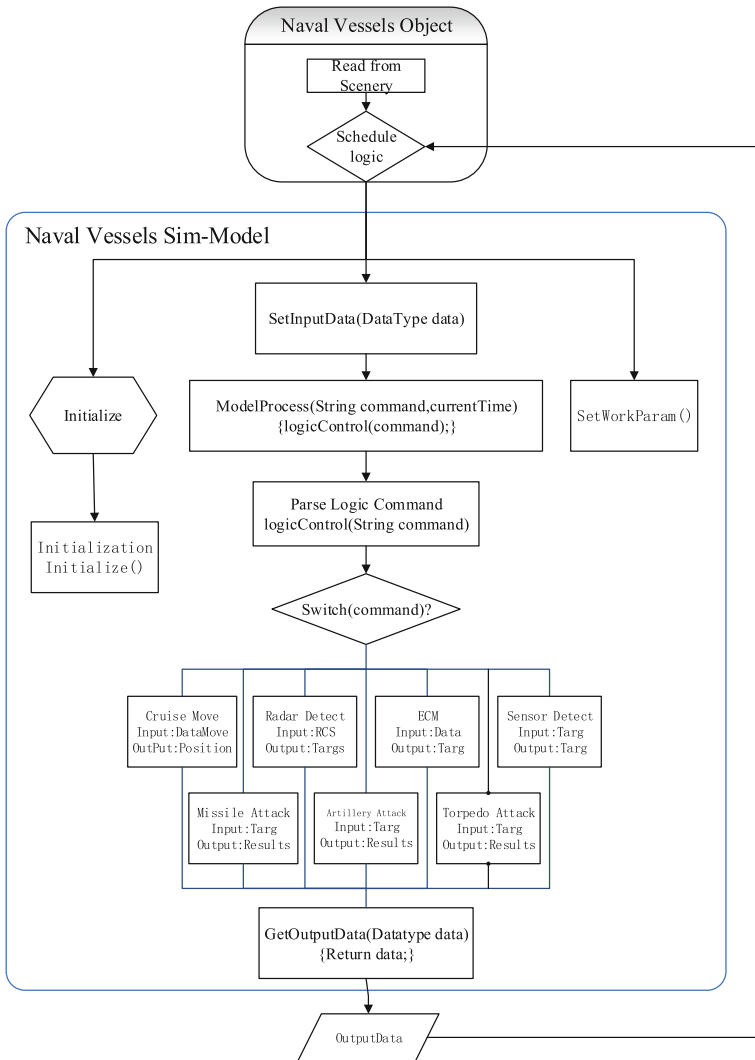 Naval Vessels Object
Read from
Scenery
Schedule
logic
Naval Vessels Sim-Model
SetInputData(DataType data)
Initialize
ModelProcess(String command,currentTime)
{logicControl(command);}
SetWorkParam()
Parse Logic Command
logicControl(String command)
Initialization
Initialize()
Switch(command)?
Cruise Move
Input:DataMove
OutPut:Position
Radar Detect
Input:RCS
Output:Targs
ECM
Input:Data
Output:Targ
Sensor Detect
Input:Targ
Output:Targ
Missile Attack
Input:Targ
Output:Results
Artillery Attack
Input:Targ
Output:Results
Torpedo Attack
Input:Targ
Output:Results
GetOutputData(Datatype data)
{Return data;}
OutputData